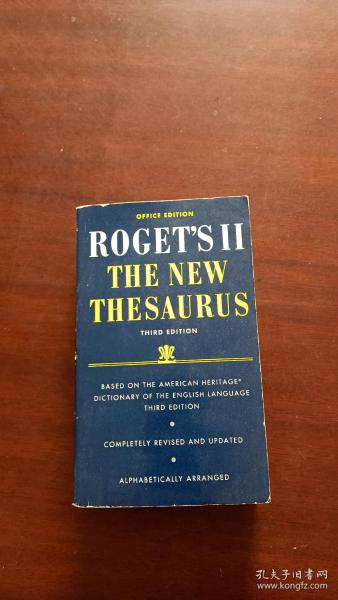 OFFICE EDITION
ROGET'S II
THE NEW
THESAURUS
THIRD EDITION
BASED ON THE AMERICAN HERITAGE®
DICTIONARY OF THE ENGLISH LANGUAGE
THIRD EDITION
• COMPLETELY REVISED AND UPDATED
• ALPHABETICALLY ARRANGED
孔夫子旧书网
www.kongfz.com